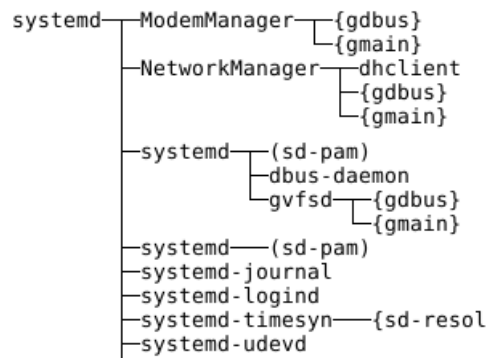 systemd─┬─ModemManager─┬─{gdbus}
        │              └─{gmain}
        ├─NetworkManager─┬─dhclient
        │                ├─{gdbus}
        │                └─{gmain}
        ├─systemd─┬─(sd-pam)
        │         ├─dbus-daemon
        │         └─gvfsd─┬─{gdbus}
        │                 └─{gmain}
        ├─systemd───(sd-pam)
        ├─systemd-journal
        ├─systemd-logind
        ├─systemd-timesyn───{sd-resol
        ├─systemd-udevd